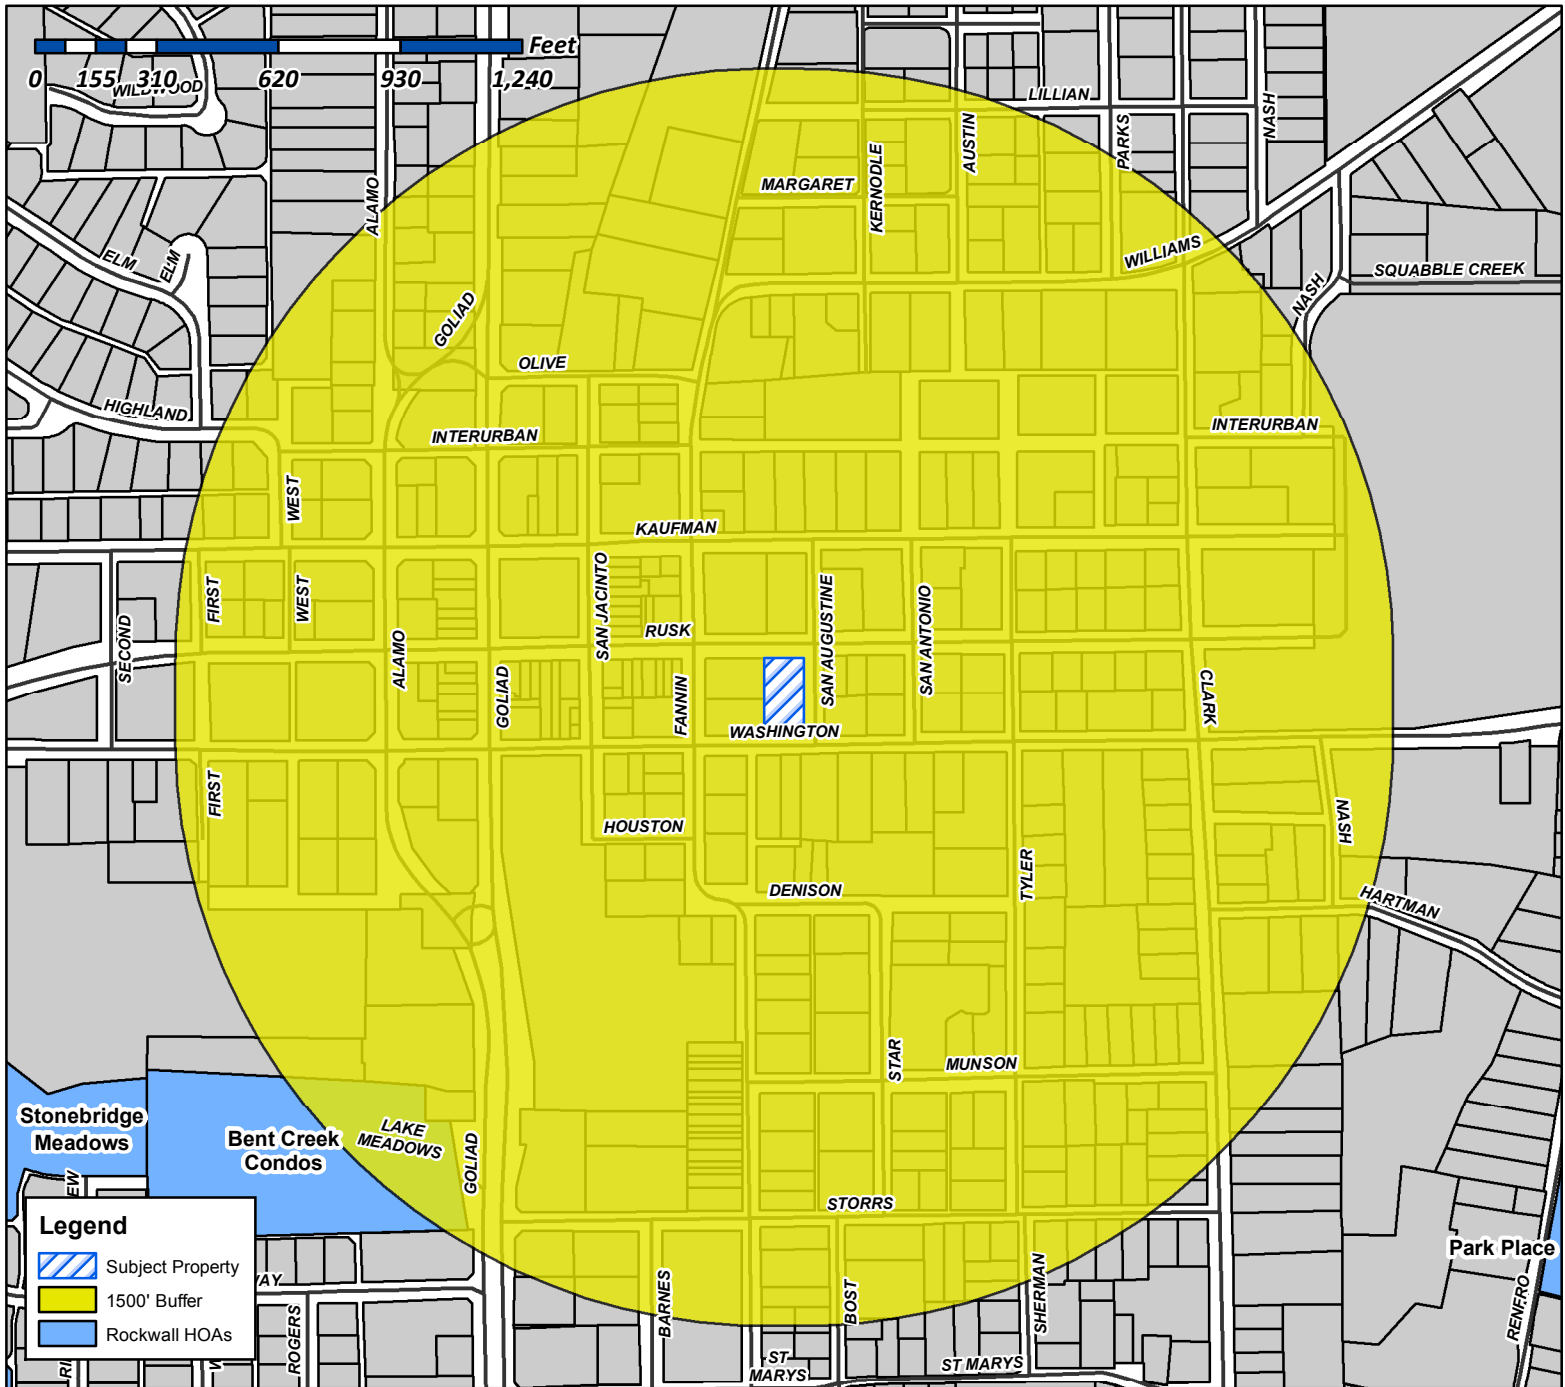 Feet
0 155 310 620 930 1,240
WILDWOOD
LILLIAN
NASH
PARKS
AUSTIN
KERNODLE
MARGARET
ALAMO
WILLIAMS
ELM
ELM
SQUABBLE CREEK
NASH
GOLIAD
OLIVE
HIGHLAND
INTERURBAN
INTERURBAN
WEST
KAUFMAN
FIRST
WEST
SAN JACINTO
SAN AUGUSTINE
SAN ANTONIO
SECOND
RUSK
ALAMO
GOLIAD
FANNIN
CLARK
WASHINGTON
FIRST
HOUSTON
NASH
TYLER
DENISON
HARTMAN
STAR
MUNSON
Stonebridge
Meadows
Bent Creek
Condos
LAKE
MEADOWS
GOLIAD
EW
STORRS
Legend
Subject Property
1500' Buffer
Rockwall HOAs
WAY
ROGERS
RI
W
BARNES
BOST
SHERMAN
Park Place
RENFRO
ST
MARYS
ST MARYS